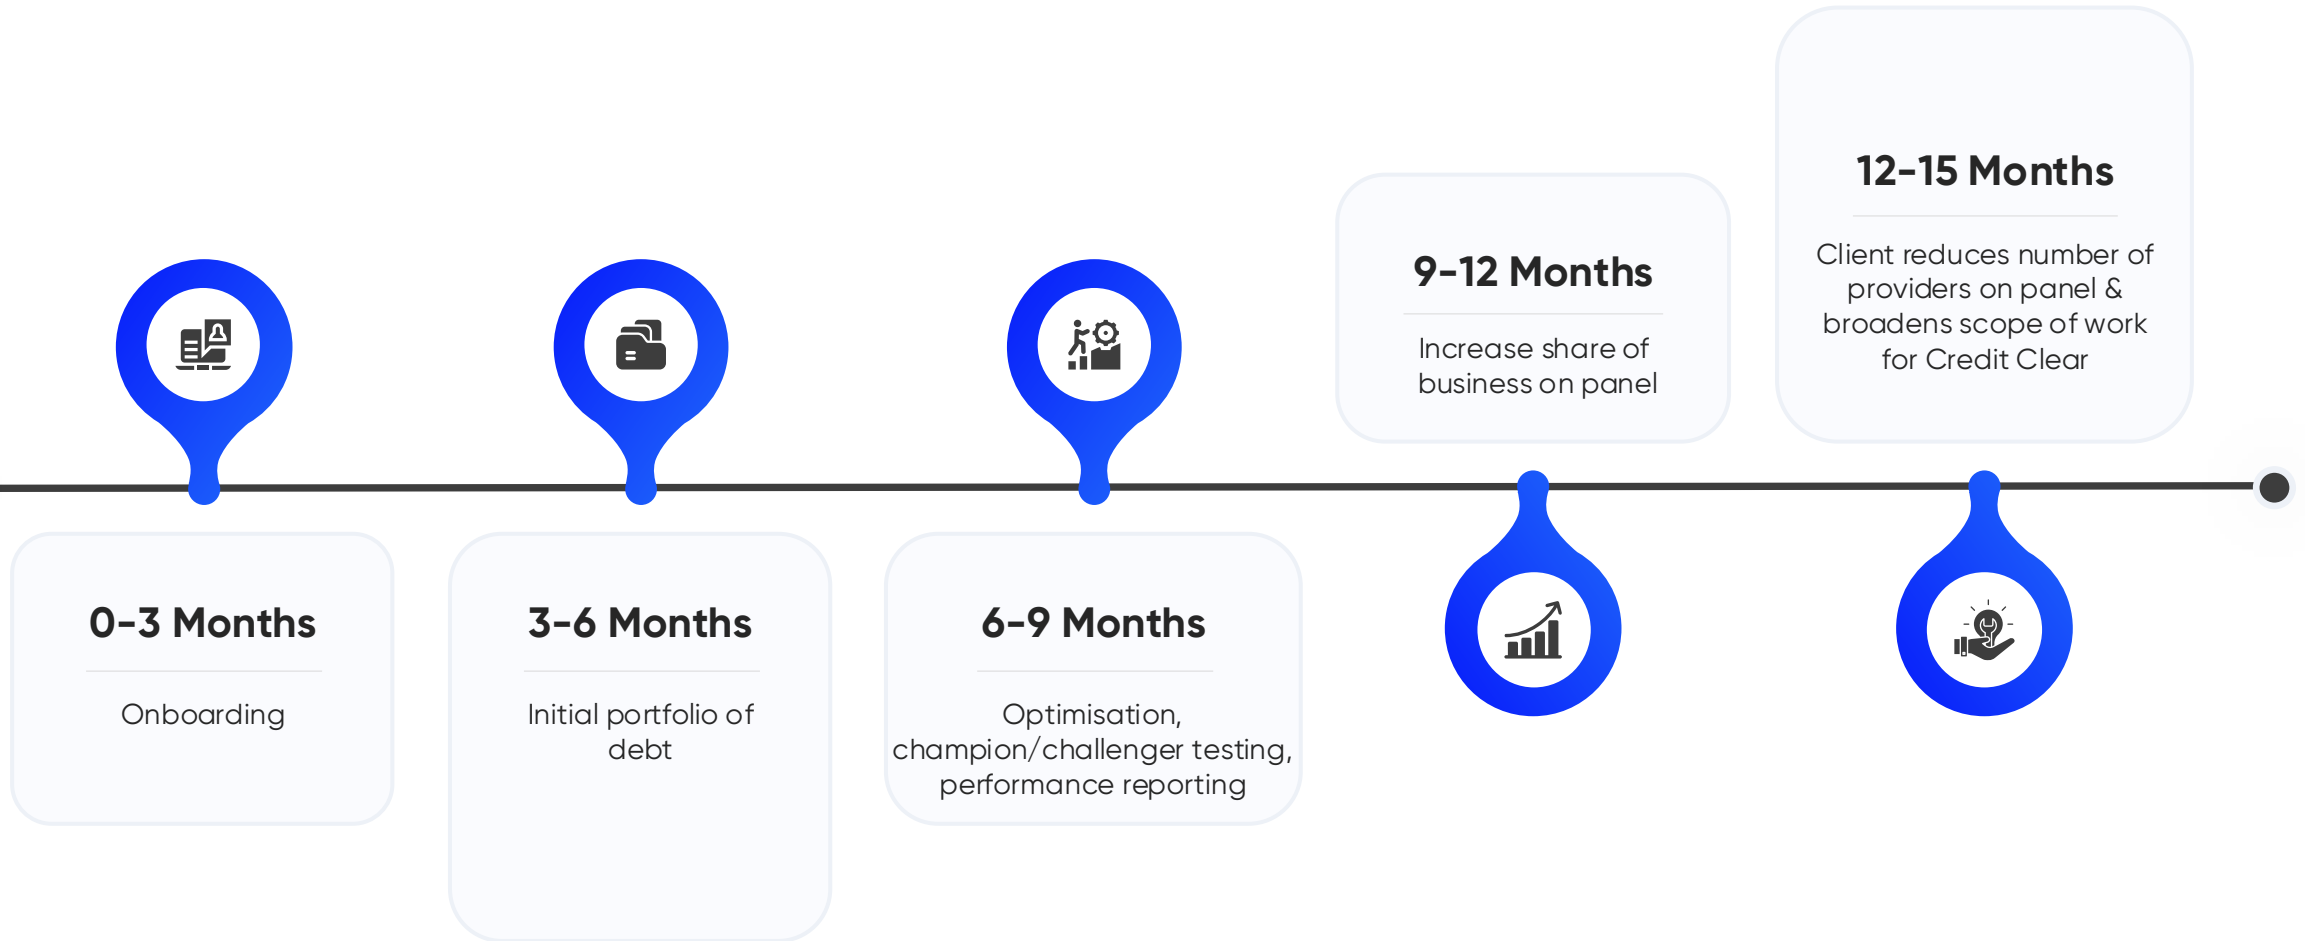 0-3 Months
Onboarding
3-6 Months
Initial portfolio of
debt
6-9 Months
Optimisation,
champion/challenger testing,
performance reporting
9-12 Months
Increase share of
business on panel
12-15 Months
Client reduces number of
providers on panel &
broadens scope of work
for Credit Clear